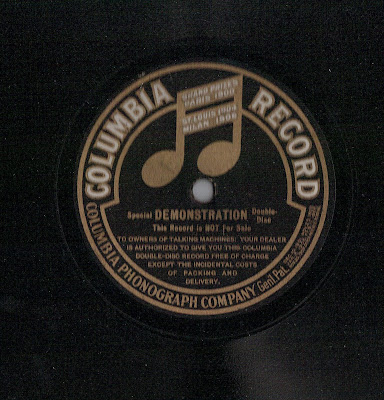 COLUMBIA RECORD
GRAND PRIZE
PARIS 1900
ST. LOUIS 1904
MILAN 1906
Special DEMONSTRATION Double-Disc
This Record is NOT For Sale
TO OWNERS OF TALKING MACHINES: YOUR DEALER
IS AUTHORIZED TO GIVE YOU THIS COLUMBIA
DOUBLE-DISC RECORD FREE OF CHARGE
EXCEPT THE INCIDENTAL COSTS
OF PACKING AND
DELIVERY.
COLUMBIA PHONOGRAPH COMPANY Gen'l